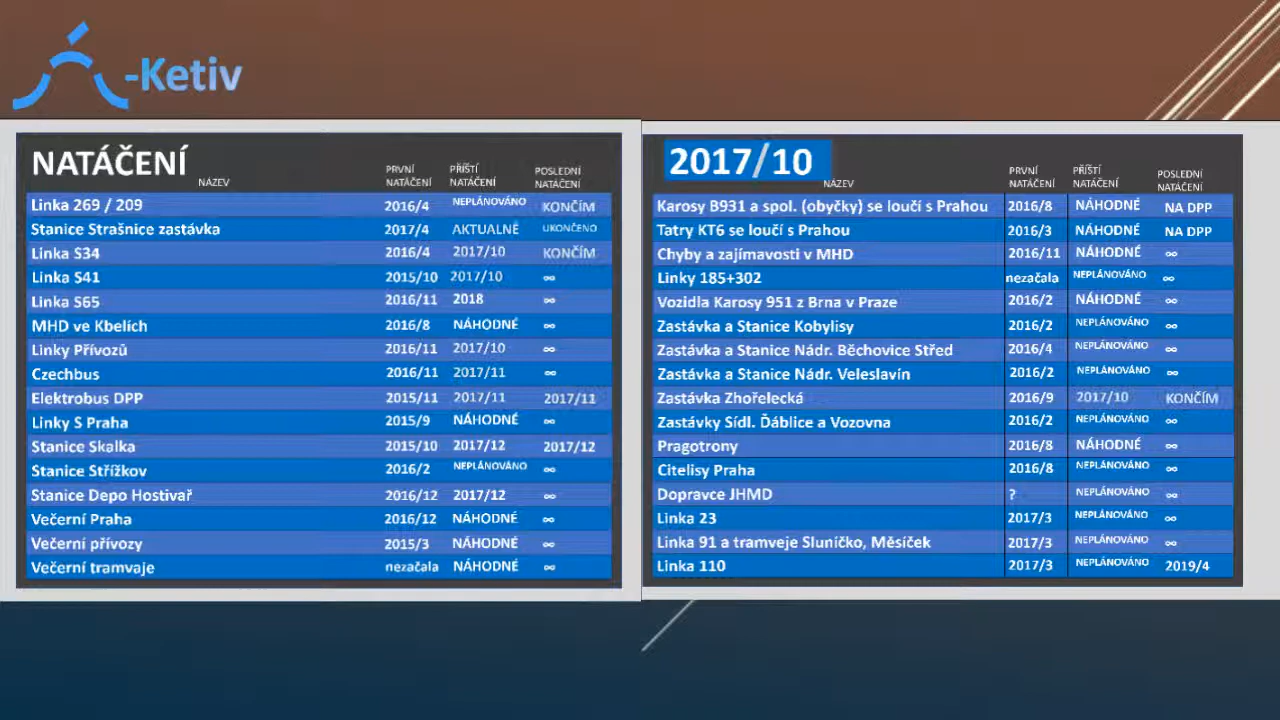 -Ketiv
NATÁČENÍ
NÁZEV PRVNÍ NATÁČENÍ PŘÍŠTÍ NATÁČENÍ POSLEDNÍ NATÁČENÍ
Linka 269 / 209 2016/4 NEPLÁNOVÁNO KONČÍM
Stanice Strašnice zastávka 2017/4 AKTUALNĚ UKONČENO
Linka S34 2016/4 2017/10 KONČÍM
Linka S41 2015/10 2017/10 ∞
Linka S65 2016/11 2018 ∞
MHD ve Kbelích 2016/8 NÁHODNĚ ∞
Linky Přívozů 2016/11 2017/10 ∞
Czechbus 2016/11 2017/11 ∞
Elektrobus DPP 2015/11 2017/11 2017/11
Linky S Praha 2015/9 NÁHODNĚ ∞
Stanice Skalka 2015/10 2017/12 2017/12
Stanice Střížkov 2016/2 NEPLÁNOVÁNO ∞
Stanice Depo Hostivař 2016/12 2017/12 ∞
Večerní Praha 2016/12 NÁHODNĚ ∞
Večerní přívozy 2015/3 NÁHODNĚ ∞
Večerní tramvaje nezačala NÁHODNĚ ∞
2017/10
NÁZEV PRVNÍ NATÁČENÍ PŘÍŠTÍ NATÁČENÍ POSLEDNÍ NATÁČENÍ
Karosy B931 a spol. (obyčky) se loučí s Prahou 2016/8 NÁHODNĚ NA DPP
Tatry KT6 se loučí s Prahou 2016/3 NÁHODNĚ NA DPP
Chyby a zajímavosti v MHD 2016/11 NÁHODNĚ ∞
Linky 185+302 nezačala NEPLÁNOVÁNO ∞
Vozidla Karosy 951 z Brna v Praze 2016/2 NÁHODNĚ ∞
Zastávka a Stanice Kobylisy 2016/2 NEPLÁNOVÁNO ∞
Zastávka a Stanice Nádr. Běchovice Střed 2016/4 NEPLÁNOVÁNO ∞
Zastávka a Stanice Nádr. Veleslavín 2016/2 NEPLÁNOVÁNO ∞
Zastávka Zhořelecká 2016/9 2017/10 KONČÍM
Zastávky Sídl. Ďáblice a Vozovna 2016/2 NEPLÁNOVÁNO ∞
Pragotrony 2016/8 NÁHODNĚ ∞
Citelisy Praha 2016/8 NEPLÁNOVÁNO ∞
Dopravce JHMD ? NEPLÁNOVÁNO ∞
Linka 23 2017/3 NEPLÁNOVÁNO ∞
Linka 91 a tramveje Sluníčko, Měsíček 2017/3 NEPLÁNOVÁNO ∞
Linka 110 2017/3 NEPLÁNOVÁNO 2019/4